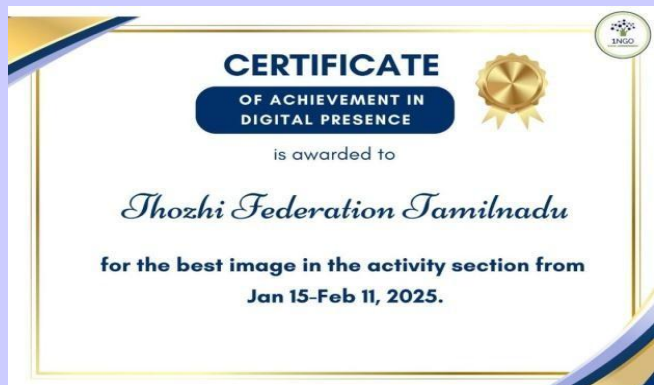 1NGO
CERTIFICATE
OF ACHIEVEMENT IN
DIGITAL PRESENCE
is awarded to
Thozhi Federation Tamilnadu
for the best image in the activity section from
Jan 15-Feb 11, 2025.